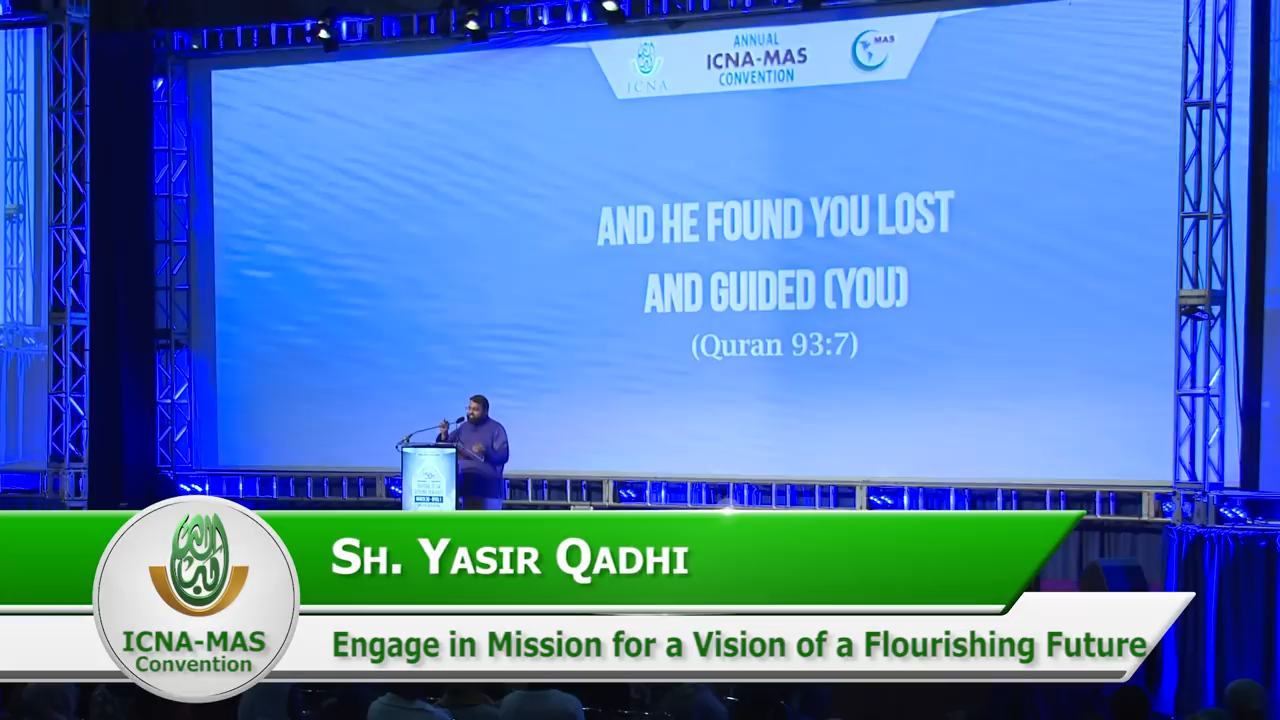 ANNUAL
ICNA-MAS
CONVENTION
ICNA
MAS
AND HE FOUND YOU LOST
AND GUIDED (YOU)
(Quran 93:7)
SH. YASIR QADHI
Engage in Mission for a Vision of a Flourishing Future
ICNA-MAS
Convention